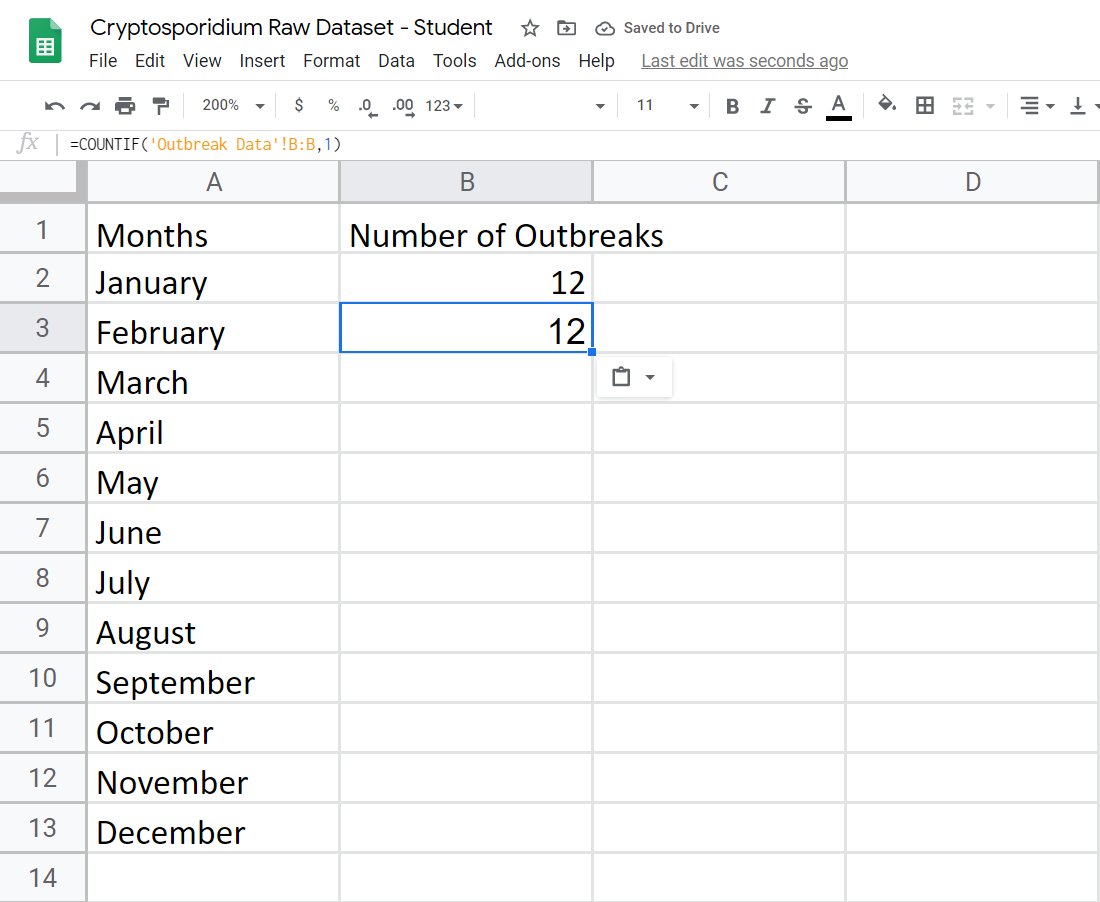 Cryptosporidium Raw Dataset - Student Saved to Drive
File Edit View Insert Format Data Tools Add-ons Help Last edit was seconds ago
200% $ % .0 .00 123 11 B I S A
fx =COUNTIF('Outbreak Data'!B:B,1)
A B C D
1 Months Number of Outbreaks
2 January 12
3 February 12
4 March
5 April
6 May
7 June
8 July
9 August
10 September
11 October
12 November
13 December
14